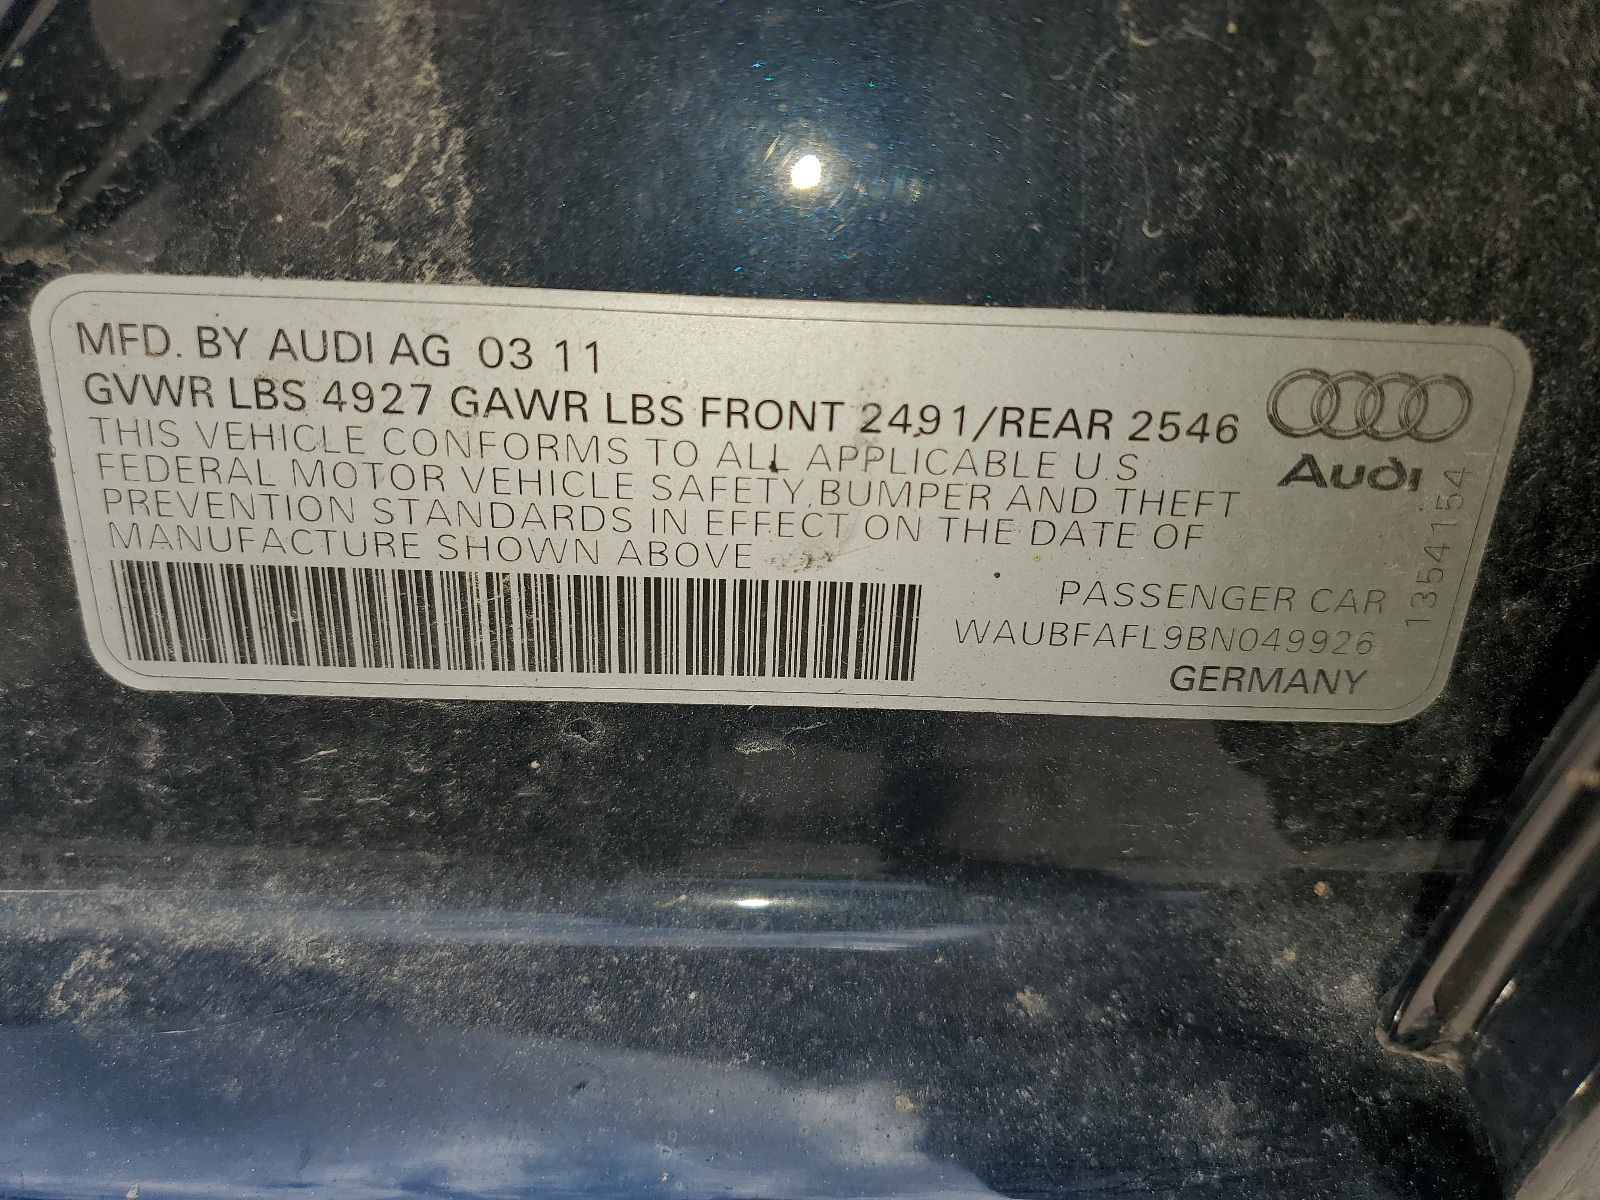 MFD. BY AUDI AG 03 11
GVWR LBS 4927 GAWR LBS FRONT 2491/REAR 2546
THIS VEHICLE CONFORMS TO ALL APPLICABLE U.S
FEDERAL MOTOR VEHICLE SAFETY, BUMPER AND THEFT
PREVENTION STANDARDS IN EFFECT ON THE DATE OF
MANUFACTURE SHOWN ABOVE
Audi
PASSENGER CAR
WAUBFAFL9BN049926
GERMANY
1354154